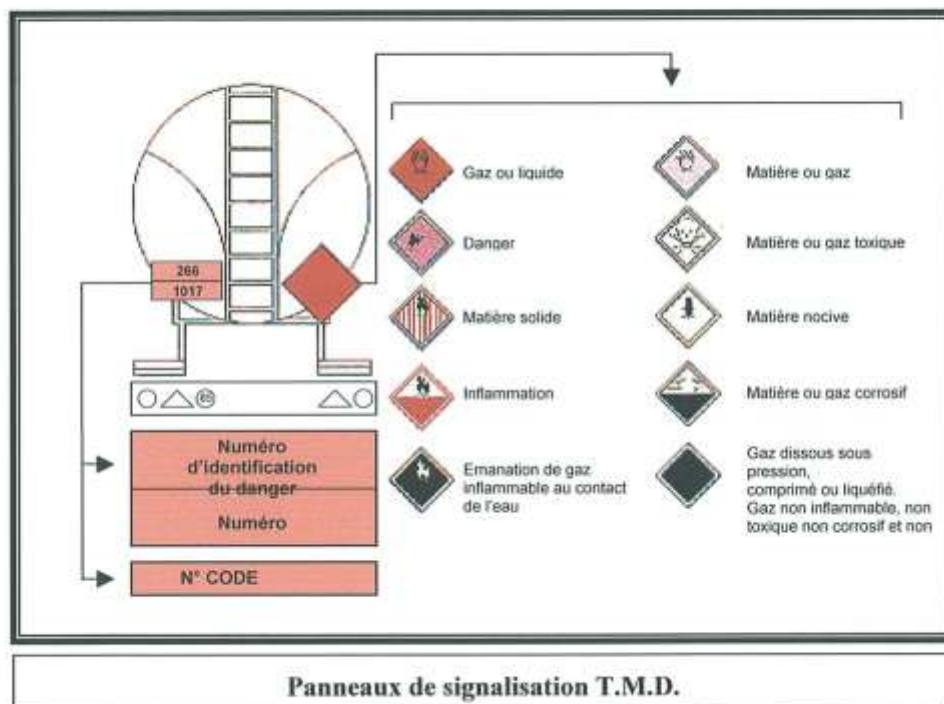 266
1017
65
Numéro
d'identification
du danger
Numéro
N° CODE
Gaz ou liquide
Danger
Matière solide
Inflammation
Emanation de gaz
inflammable au contact
de l'eau
Matière ou gaz
Matière ou gaz toxique
Matière nocive
Matière ou gaz corrosif
Gaz dissous sous
pression,
comprimé ou liquéfié.
Gaz non inflammable, non
toxique non corrosif et non
Panneaux de signalisation T.M.D.